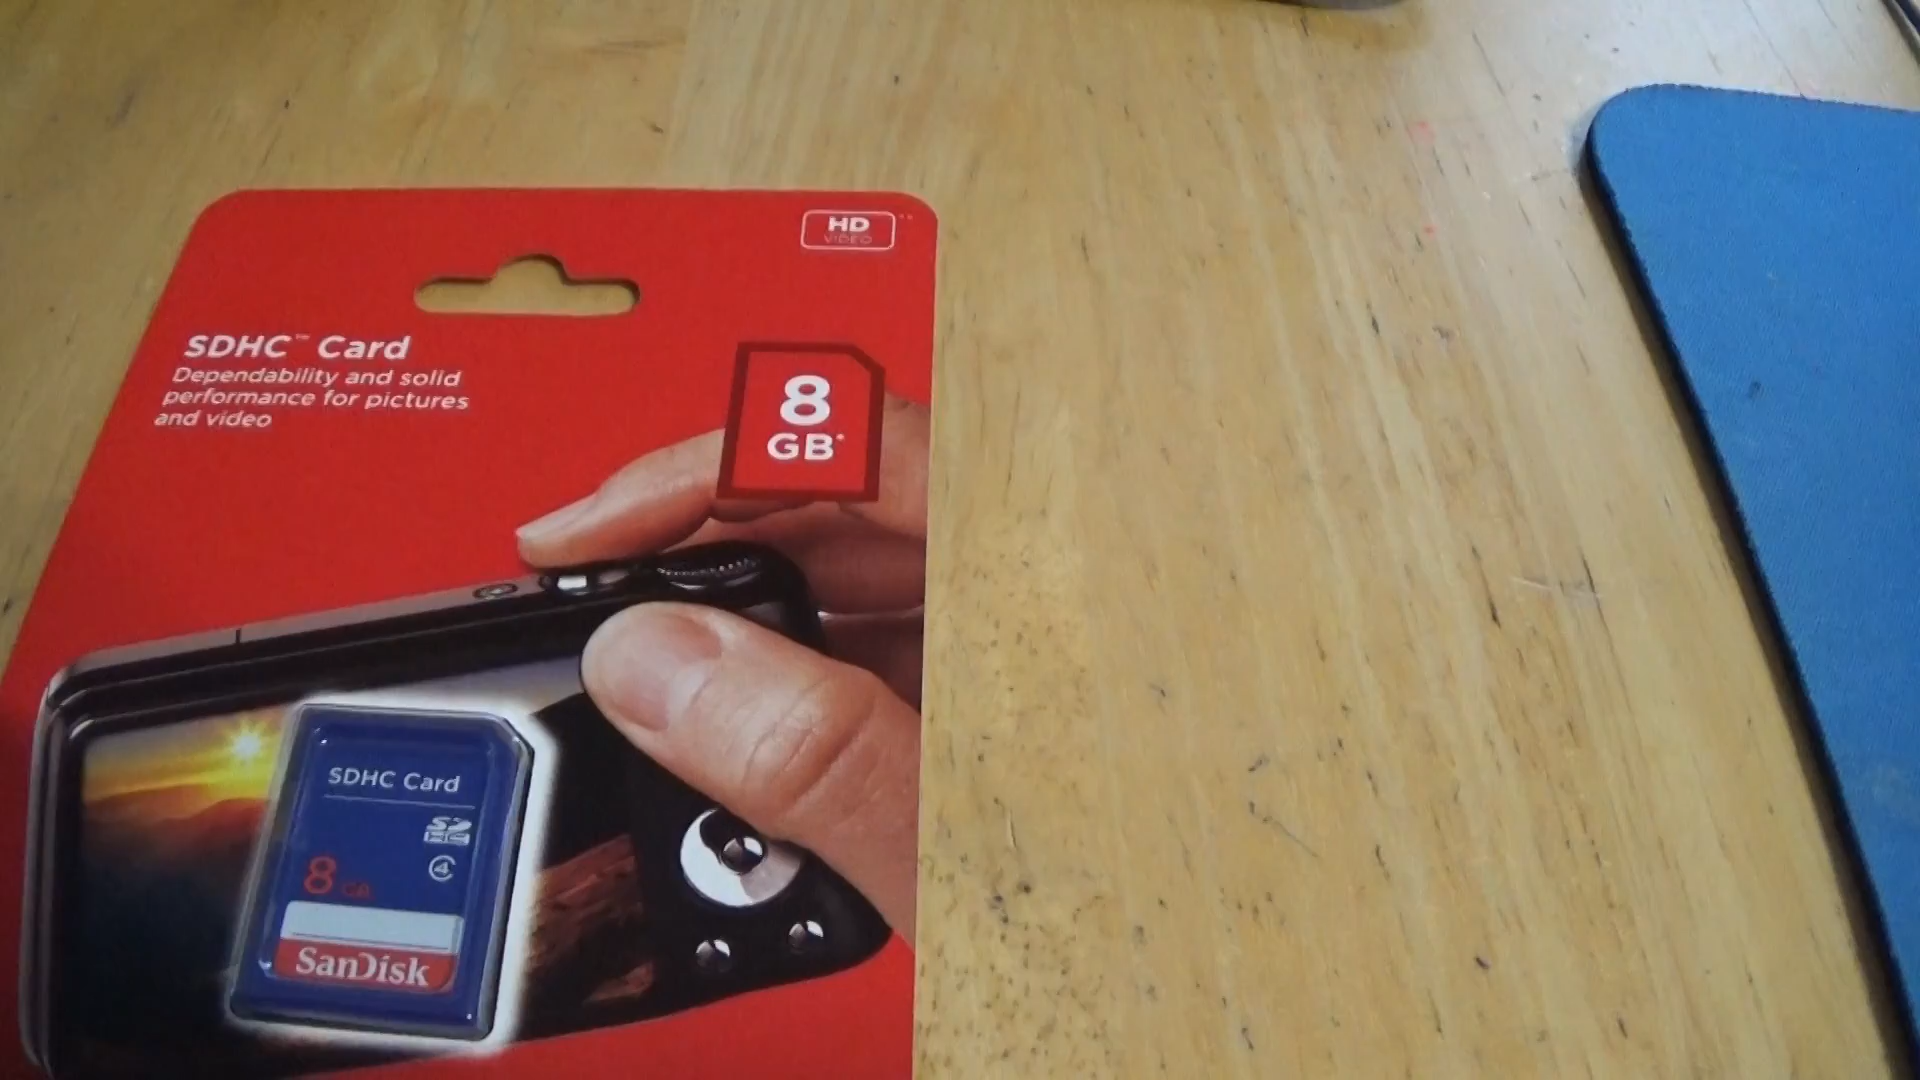 HD
VIDEO
SDHC™ Card
Dependability and solid
performance for pictures
and video
8
GB*
SDHC Card
SD
HC
4
8 GB
SanDisk